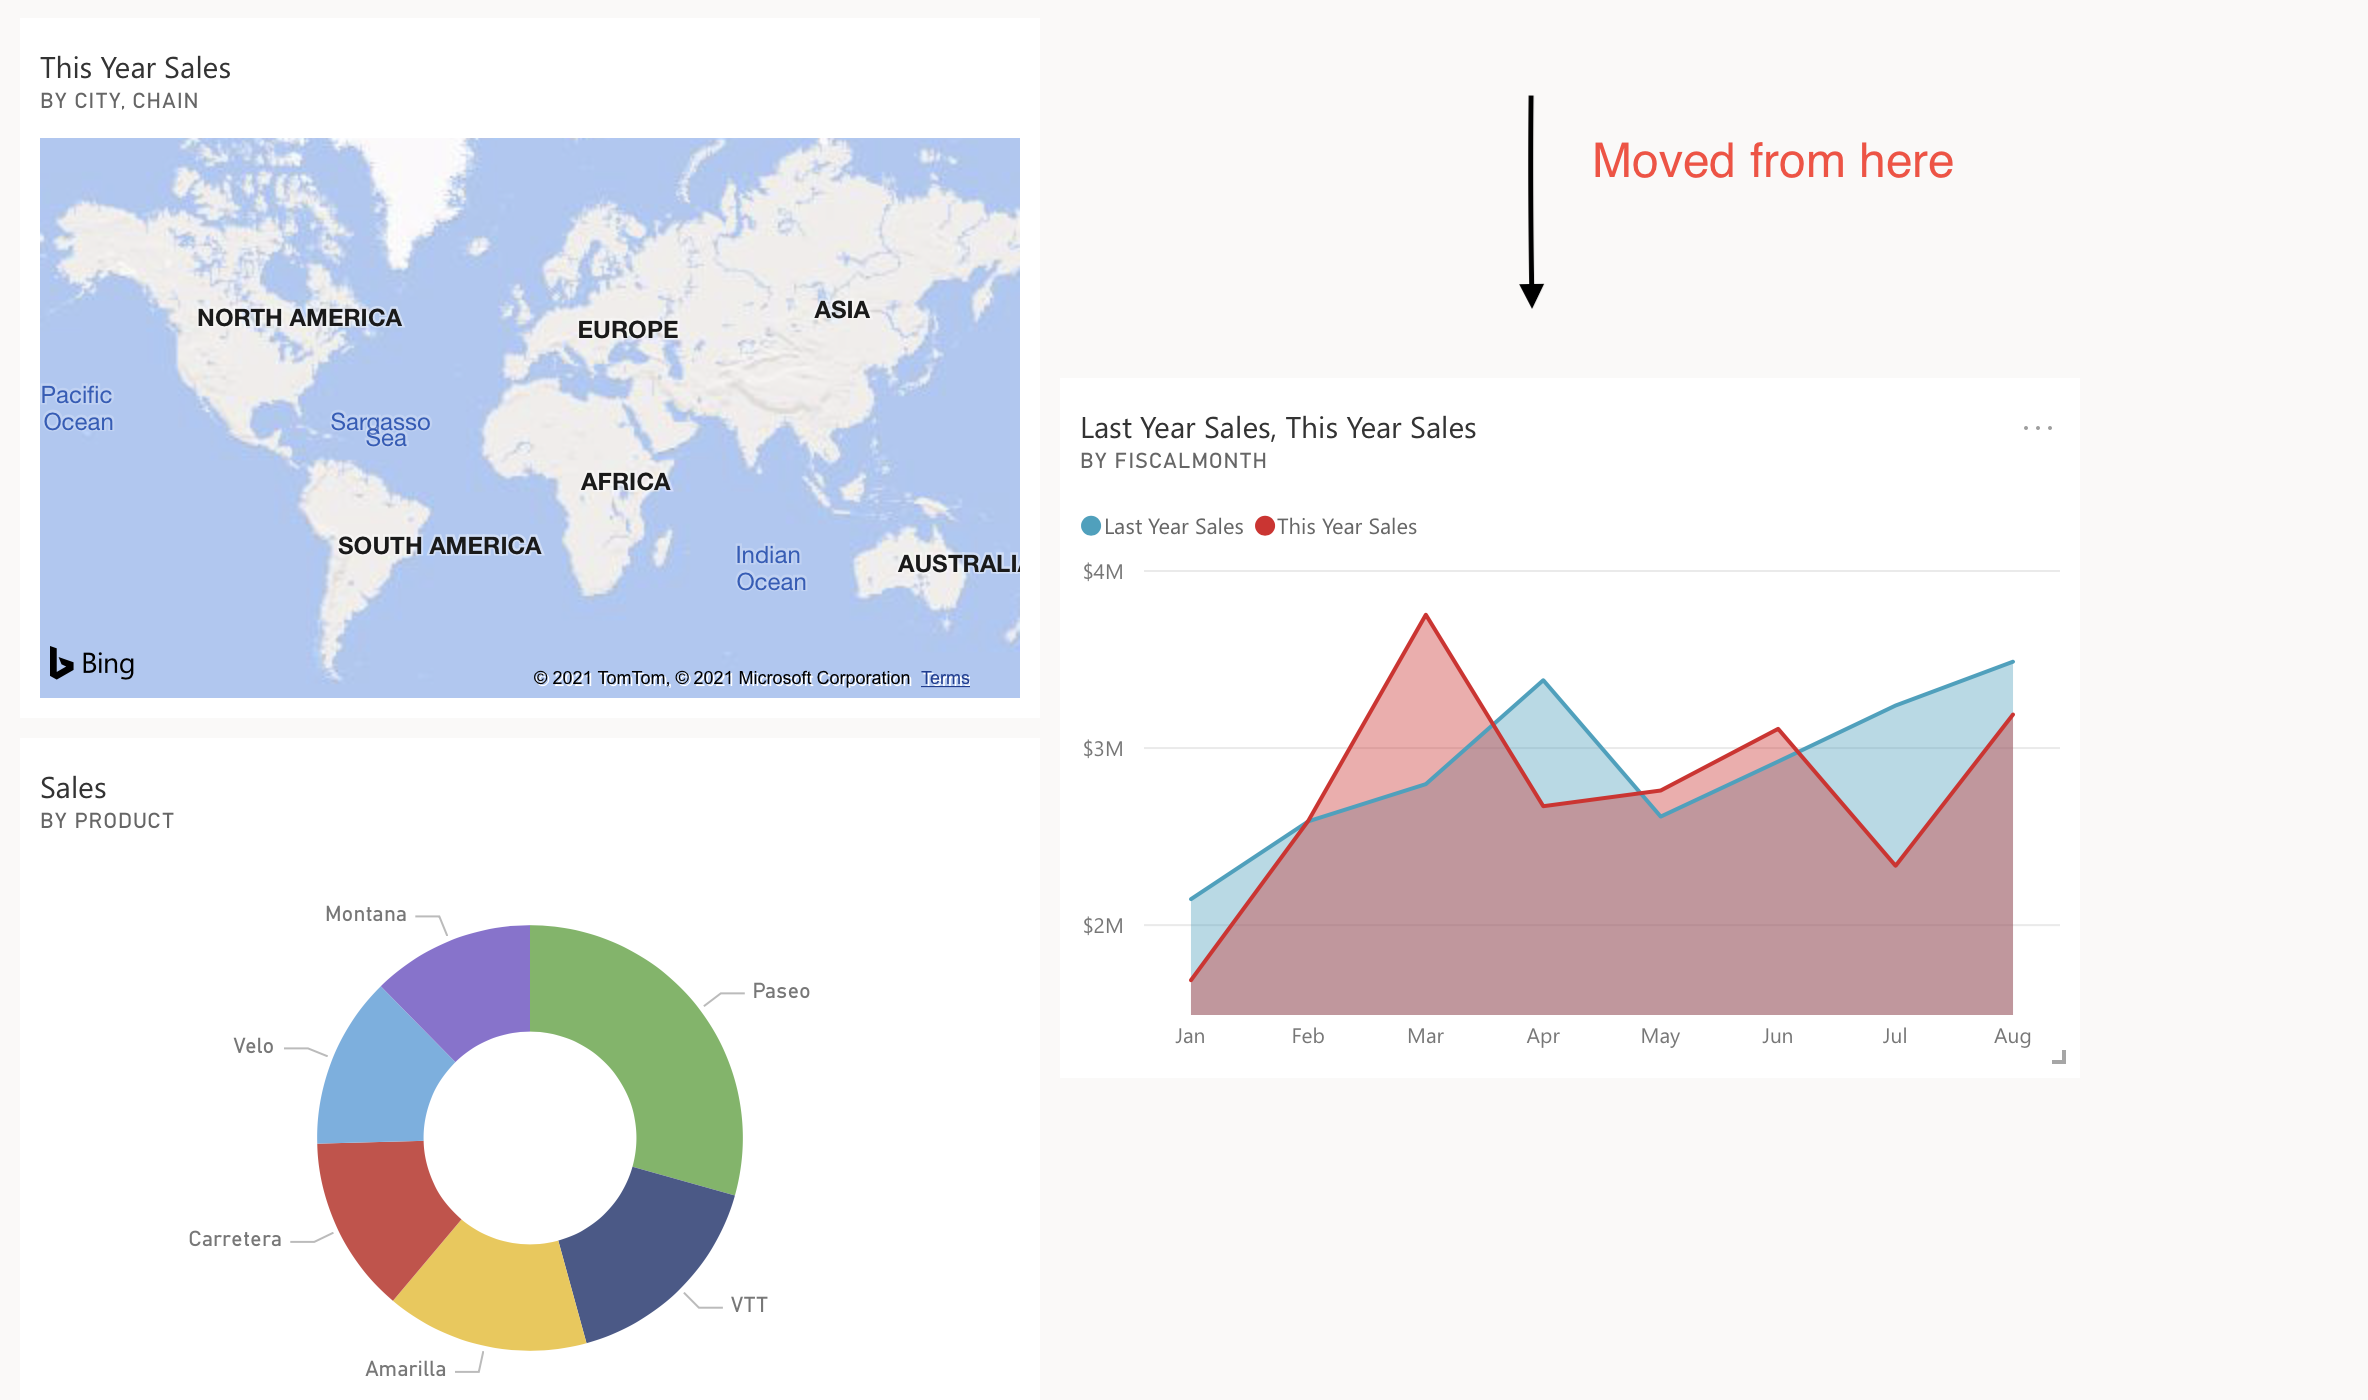 This Year Sales
BY CITY, CHAIN
NORTH AMERICA
EUROPE
ASIA
Pacific
Ocean
Sargasso
Sea
AFRICA
SOUTH AMERICA
Indian
Ocean
AUSTRALIA
Bing
© 2021 TomTom, © 2021 Microsoft Corporation Terms
Sales
BY PRODUCT
Montana
Paseo
Velo
Carretera
VTT
Amarilla
Moved from here
Last Year Sales, This Year Sales
...
BY FISCALMONTH
Last Year Sales This Year Sales
$4M
$3M
$2M
Jan Feb Mar Apr May Jun Jul Aug